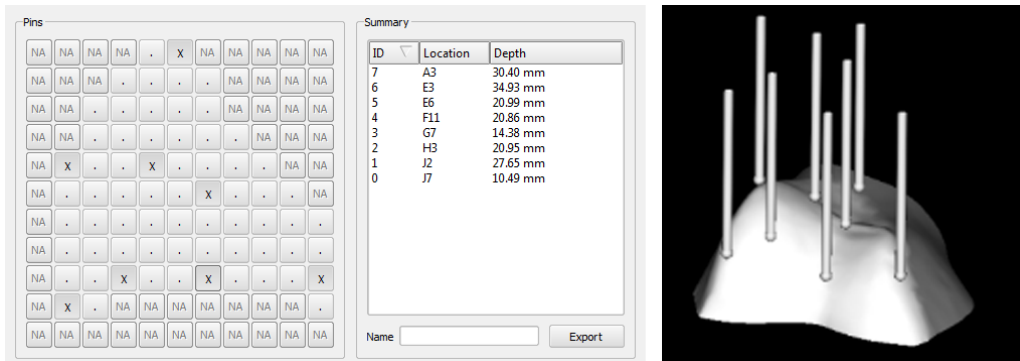 Pins
NA NA NA NA . X NA NA NA NA NA
NA NA NA . . . . NA NA NA NA
NA NA . . . . . NA NA NA NA
NA NA . . . . . . NA NA NA
NA X . . X . . . . NA NA
NA . . . . . X . . . NA
NA . . . . . . . . . .
NA . . . . . . . . . .
NA . . X . . X . . . X
NA X . NA NA NA NA NA NA NA .
NA NA NA NA NA NA NA NA NA NA NA
Summary
ID Location Depth
7 A3 30.40 mm
6 E3 34.93 mm
5 E6 20.99 mm
4 F11 20.86 mm
3 G7 14.38 mm
2 H3 20.95 mm
1 J2 27.65 mm
0 J7 10.49 mm
Name Export